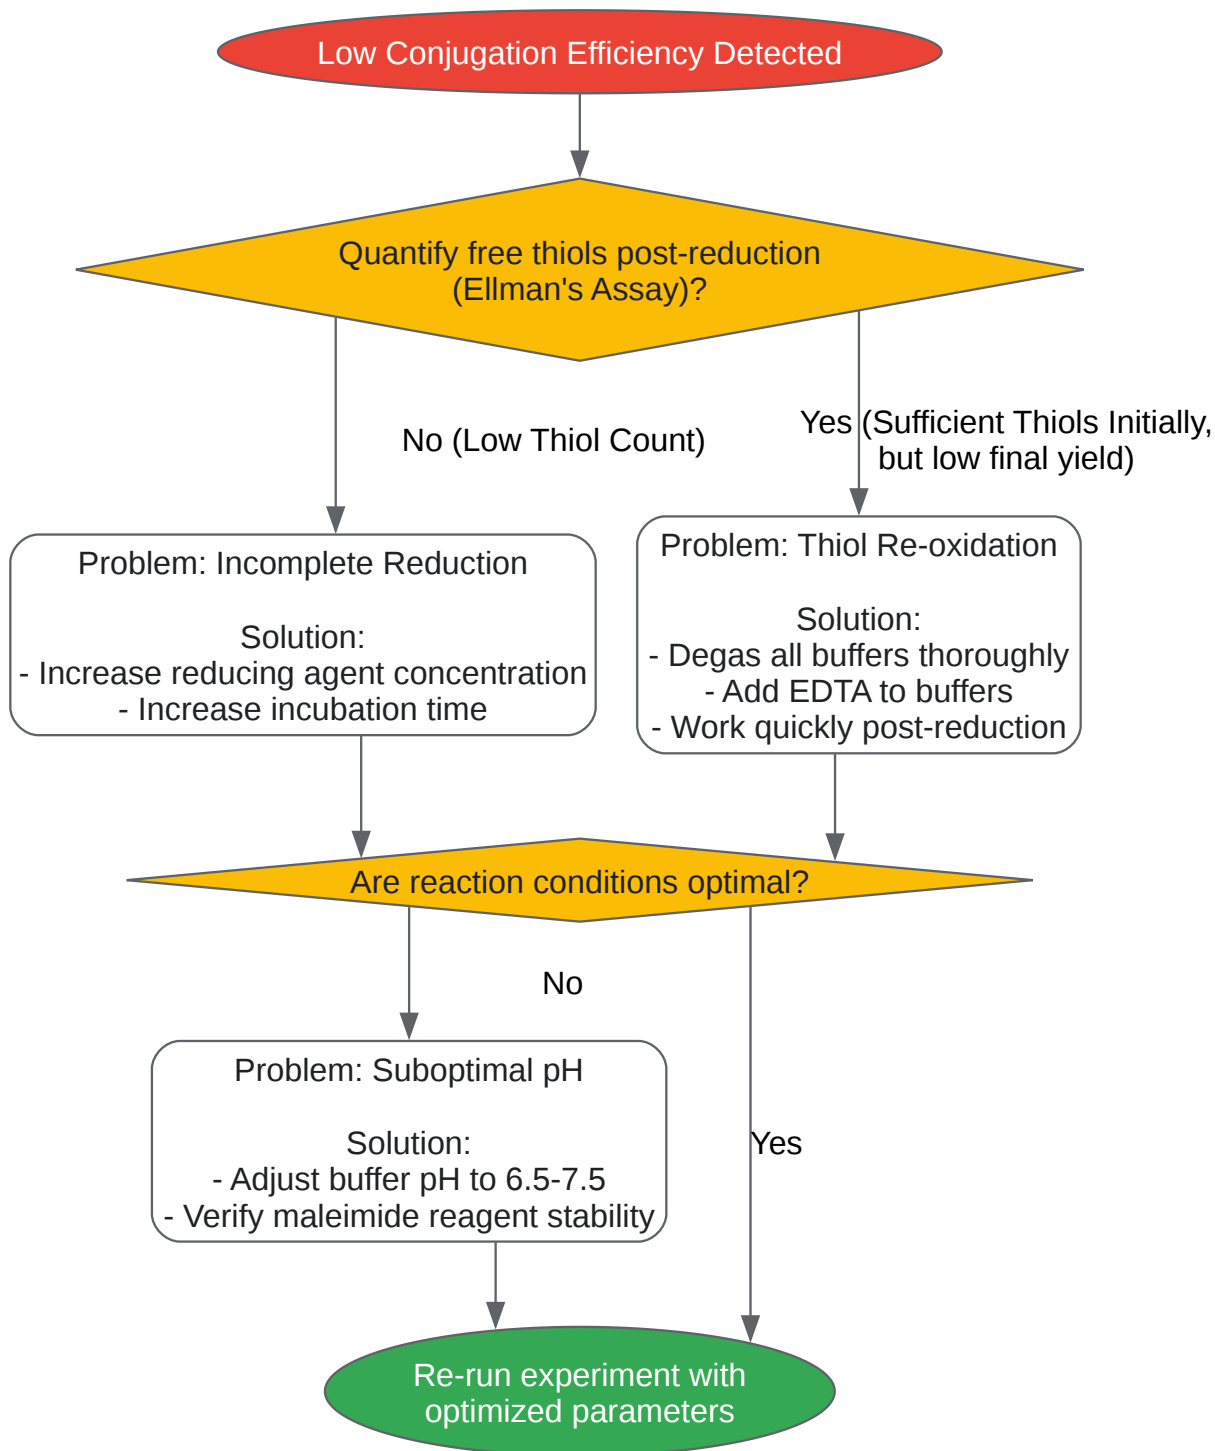 Low Conjugation Efficiency Detected
Quantify free thiols post-reduction
(Ellman's Assay)?
No (Low Thiol Count)
Yes (Sufficient Thiols Initially,
but low final yield)
Problem: Incomplete Reduction
Solution:
- Increase reducing agent concentration
- Increase incubation time
Problem: Thiol Re-oxidation
Solution:
- Degas all buffers thoroughly
- Add EDTA to buffers
- Work quickly post-reduction
Are reaction conditions optimal?
No
Problem: Suboptimal pH
Solution:
- Adjust buffer pH to 6.5-7.5
- Verify maleimide reagent stability
Yes
Re-run experiment with
optimized parameters